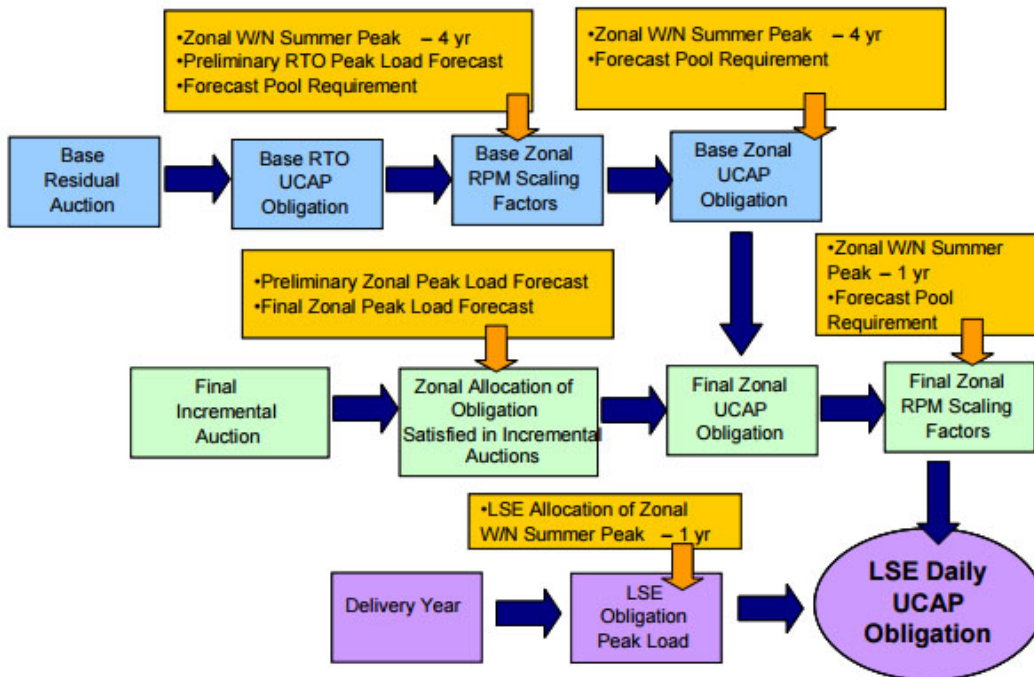 •Zonal W/N Summer Peak – 4 yr
•Preliminary RTO Peak Load Forecast
•Forecast Pool Requirement
•Zonal W/N Summer Peak – 4 yr
•Forecast Pool Requirement
Base
Residual
Auction
Base RTO
UCAP
Obligation
Base Zonal
RPM Scaling
Factors
Base Zonal
UCAP
Obligation
•Preliminary Zonal Peak Load Forecast
•Final Zonal Peak Load Forecast
•Zonal W/N Summer
Peak – 1 yr
•Forecast Pool
Requirement
Final
Incremental
Auction
Zonal Allocation of
Obligation
Satisfied in Incremental
Auctions
Final Zonal
UCAP
Obligation
Final Zonal
RPM Scaling
Factors
•LSE Allocation of Zonal
W/N Summer Peak – 1 yr
Delivery Year
LSE
Obligation
Peak Load
LSE Daily
UCAP
Obligation